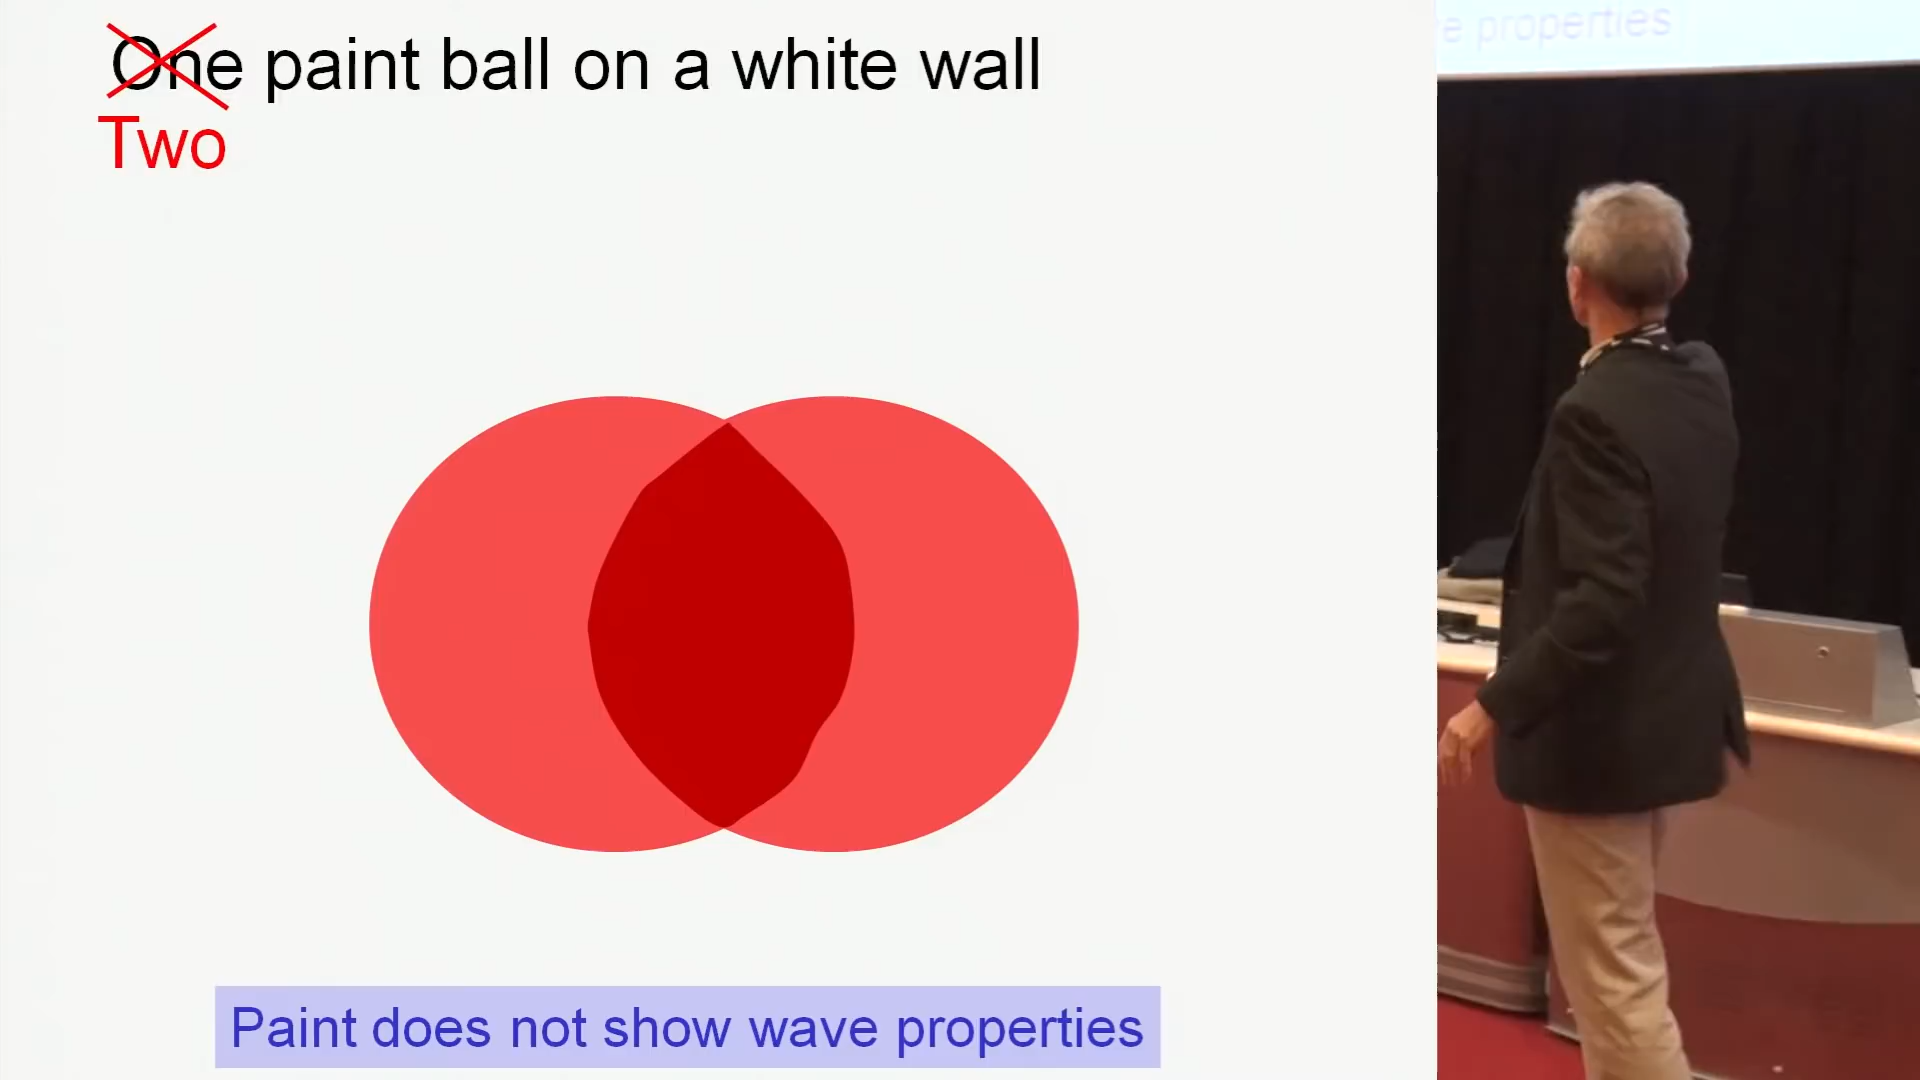 One paint ball on a white wall
Two
Paint does not show wave properties
e properties